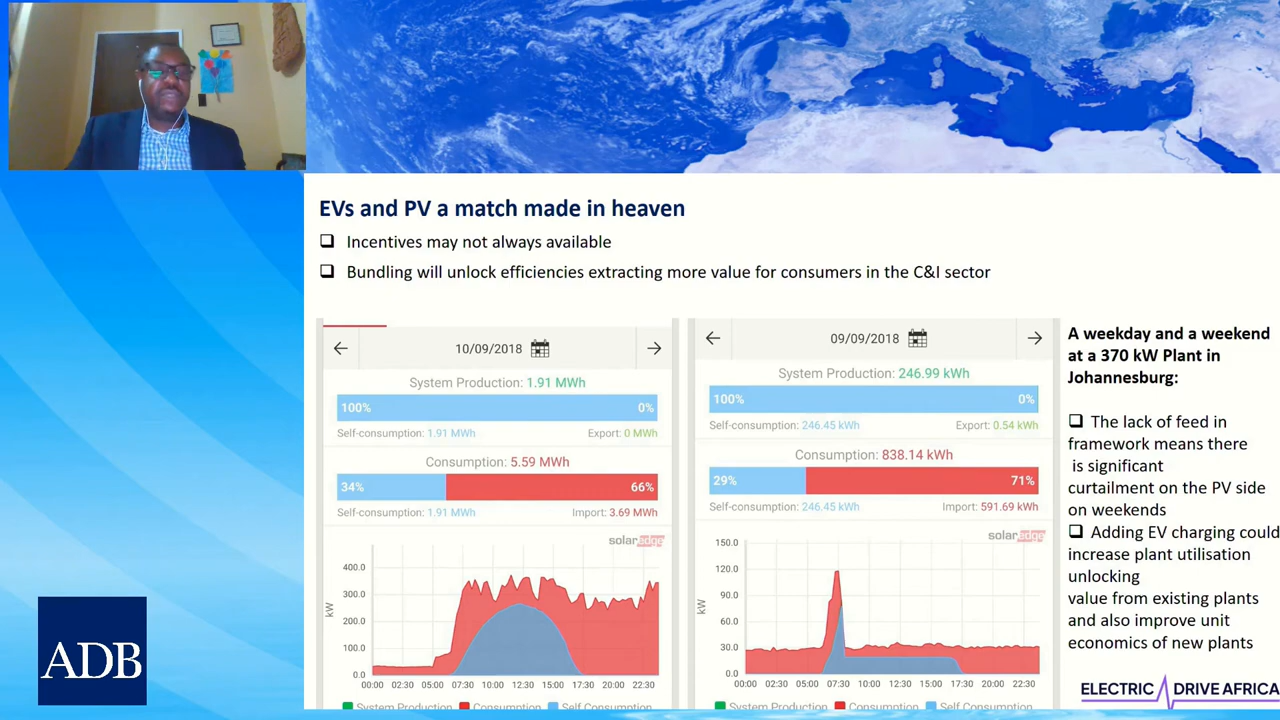 EVs and PV a match made in heaven
❑ Incentives may not always available
❑ Bundling will unlock efficiencies extracting more value for consumers in the C&I sector
10/09/2018
System Production: 1.91 MWh
100% 0%
Self-consumption: 1.91 MWh Export: 0 MWh
Consumption: 5.59 MWh
34% 66%
Self-consumption: 1.91 MWh Import: 3.69 MWh
solaredge
400.0
300.0
200.0
100.0
0.0
kW
00:00 02:30 05:00 07:30 10:00 12:30 15:00 17:30 20:00 22:30
System Production Consumption Self Consumption
09/09/2018
System Production: 246.99 kWh
100% 0%
Self-consumption: 246.45 kWh Export: 0.54 kWh
Consumption: 838.14 kWh
29% 71%
Self-consumption: 246.45 kWh Import: 591.69 kWh
solaredge
150.0
120.0
90.0
60.0
30.0
0.0
kW
00:00 02:30 05:00 07:30 10:00 12:30 15:00 17:30 20:00 22:30
System Production Consumption Self Consumption
A weekday and a weekend
at a 370 kW Plant in
Johannesburg:
❑ The lack of feed in
framework means there
is significant
curtailment on the PV side
on weekends
❑ Adding EV charging could
increase plant utilisation
unlocking
value from existing plants
and also improve unit
economics of new plants
ADB
ELECTRIC DRIVE AFRICA